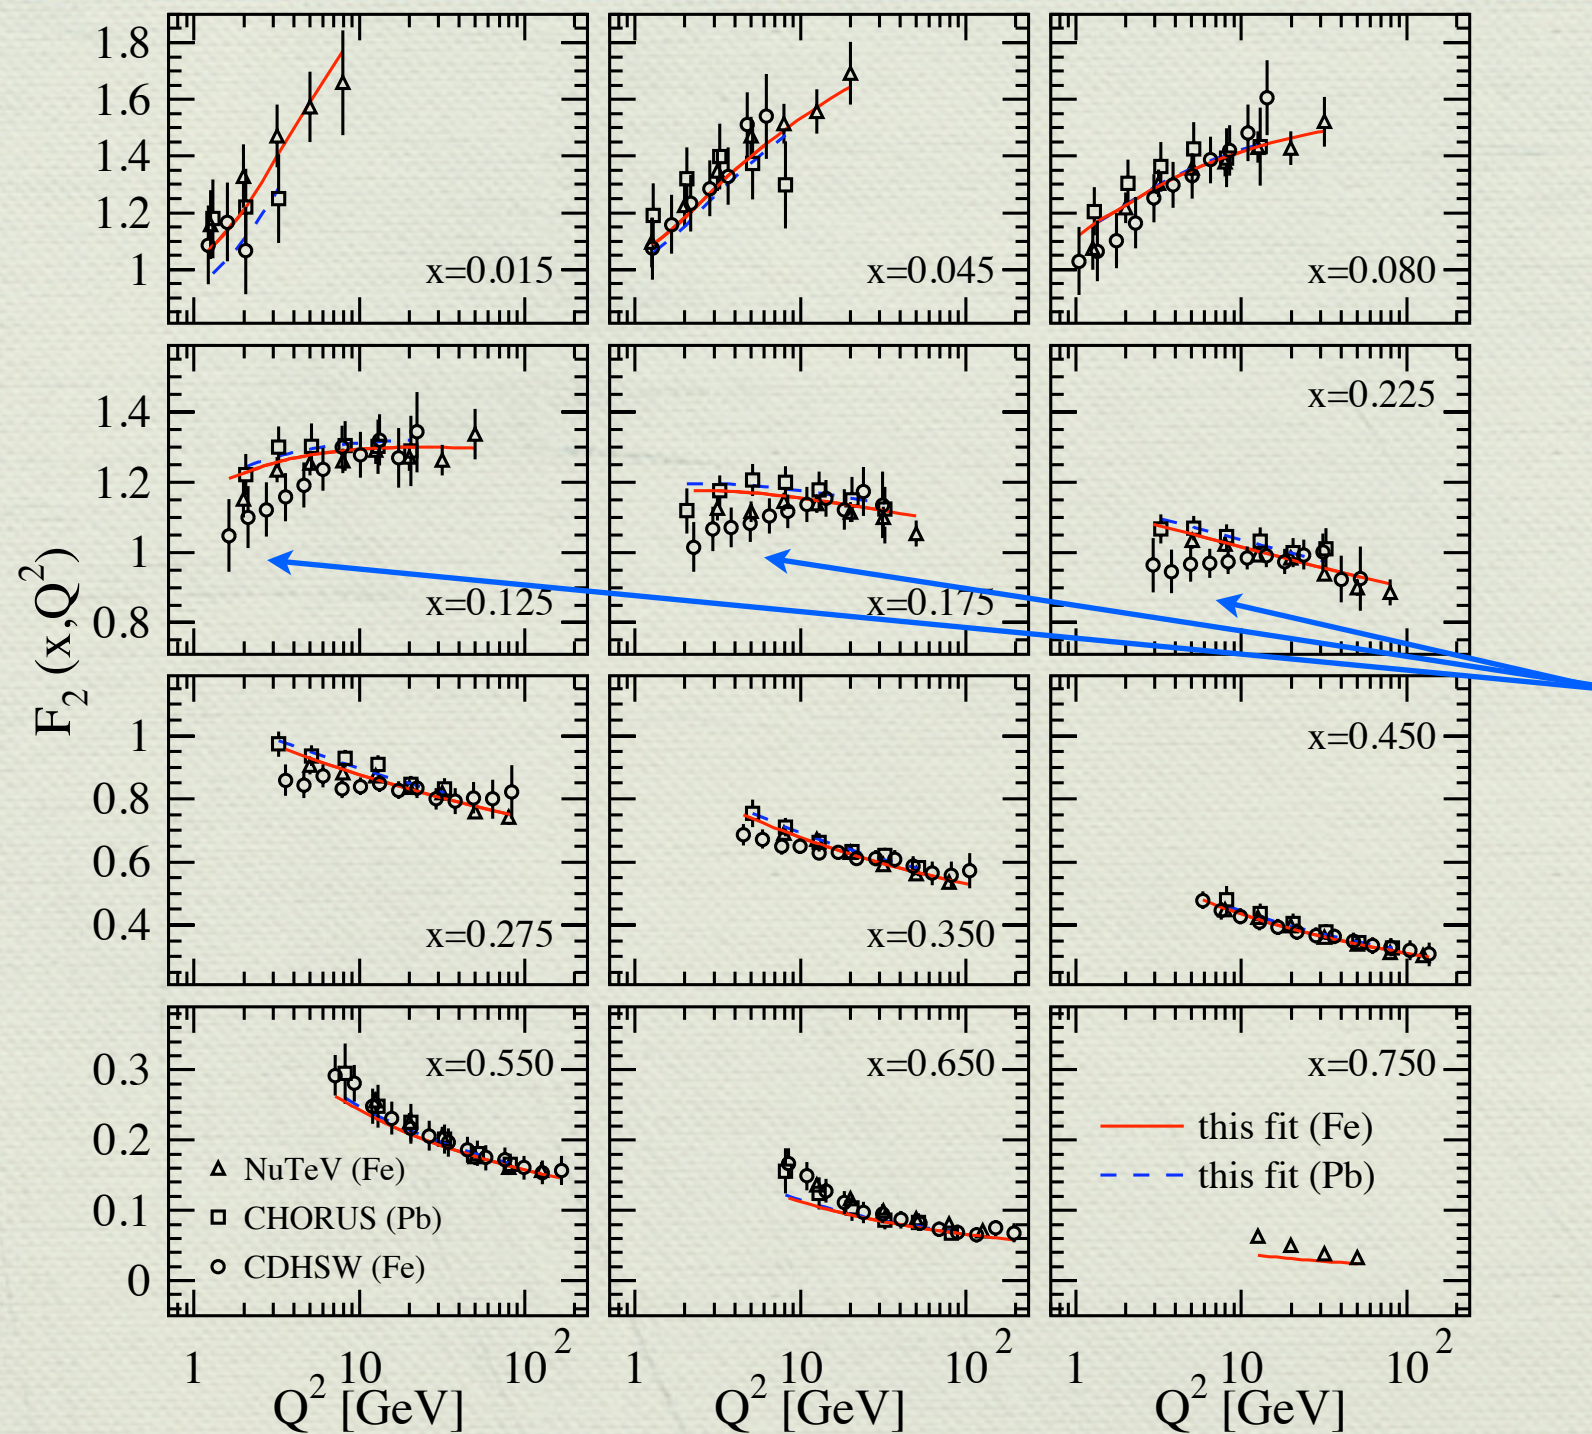 1.8
1.6
1.4
1.2
1
x=0.015
x=0.045
x=0.080
1.4
1.2
1
0.8
x=0.125
x=0.175
x=0.225
F2 (x,Q2)
1
0.8
0.6
0.4
x=0.275
x=0.350
x=0.450
0.3
0.2
0.1
0
x=0.550
NuTeV (Fe)
CHORUS (Pb)
CDHSW (Fe)
x=0.650
x=0.750
this fit (Fe)
this fit (Pb)
1 10 10 2
1 10 10 2
1 10 10 2
Q2 [GeV]
Q2 [GeV]
Q2 [GeV]